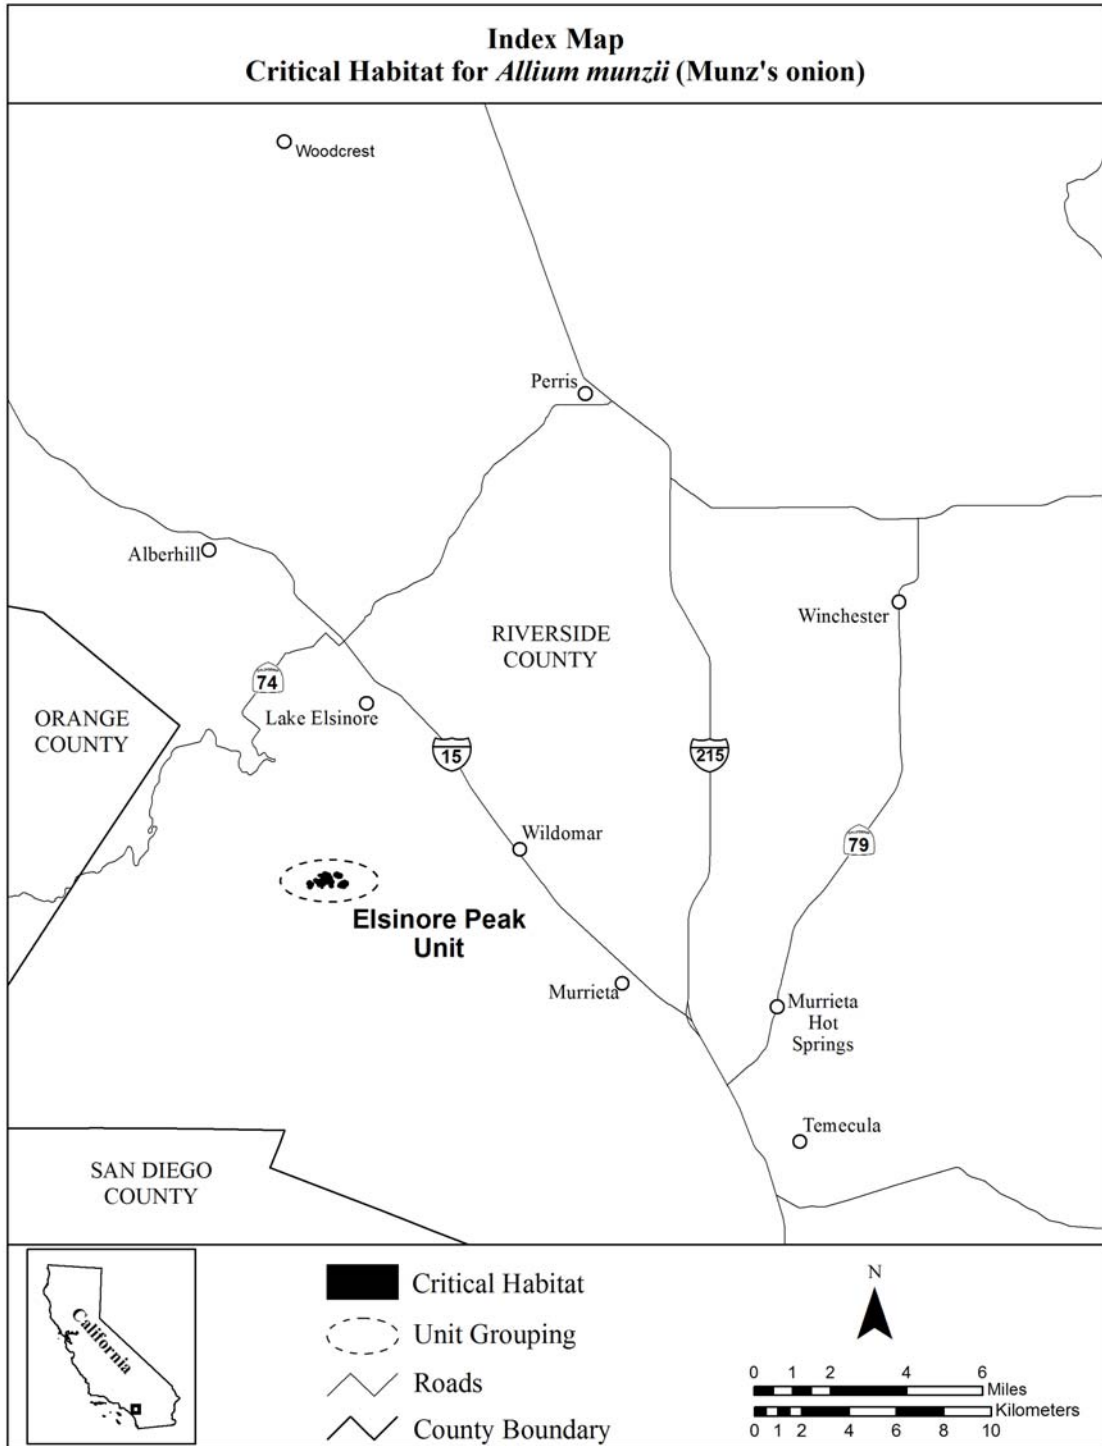 Index Map
Critical Habitat for Allium munzii (Munz's onion)
Woodcrest
Perris
Alberhill
Winchester
RIVERSIDE
COUNTY
CALIFORNIA
74
Lake Elsinore
ORANGE
COUNTY
15
215
Wildomar
CALIFORNIA
79
Elsinore Peak
Unit
Murrieta
Murrieta
Hot
Springs
Temecula
SAN DIEGO
COUNTY
California
Critical Habitat
Unit Grouping
Roads
County Boundary
N
0 1 2 4 6
Miles
Kilometers
0 1 2 4 6 8 10